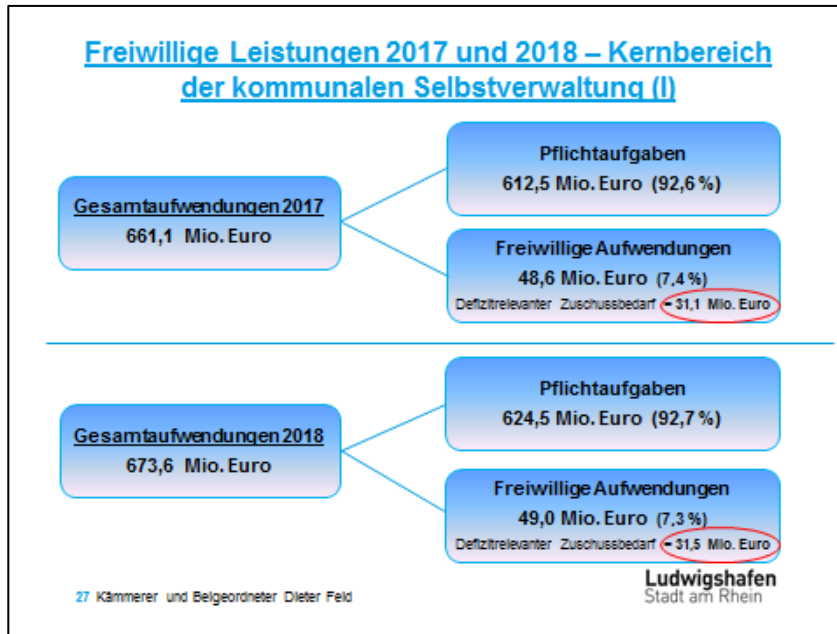 Freiwillige Leistungen 2017 und 2018 – Kernbereich
der kommunalen Selbstverwaltung (I)
Gesamtaufwendungen 2017
661,1 Mio. Euro
Pflichtaufgaben
612,5 Mio. Euro (92,6 %)
Freiwillige Aufwendungen
48,6 Mio. Euro (7,4 %)
Defizitrelevanter Zuschussbedarf = 31,1 Mio. Euro
Gesamtaufwendungen 2018
673,6 Mio. Euro
Pflichtaufgaben
624,5 Mio. Euro (92,7 %)
Freiwillige Aufwendungen
49,0 Mio. Euro (7,3 %)
Defizitrelevanter Zuschussbedarf = 31,5 Mio. Euro
27 Kämmerer und Beigeordneter Dieter Feld
Ludwigshafen
Stadt am Rhein